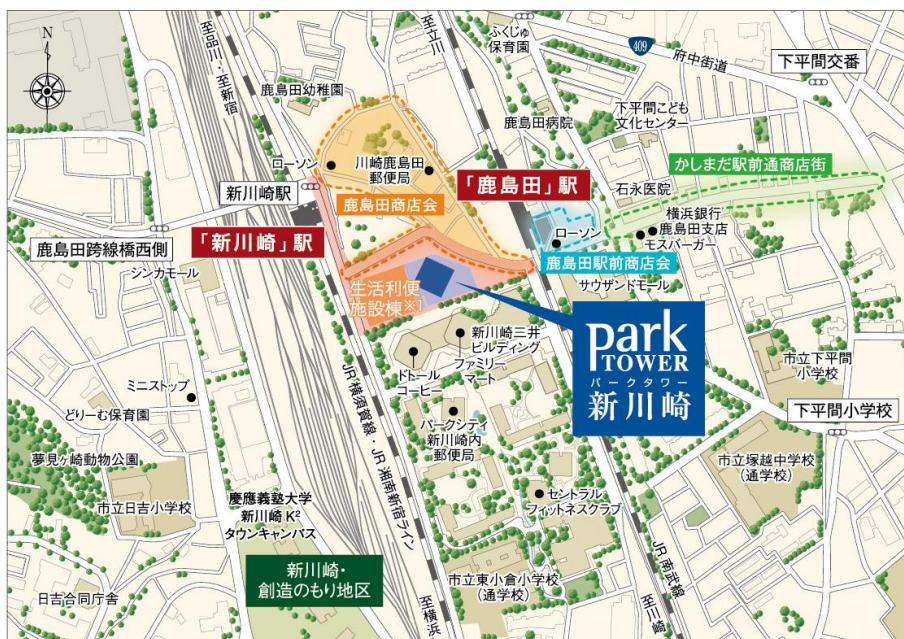 N
至品川・至新宿
至立川
ふくじゅ
保育園
409
府中街道
下平間交番
鹿島田幼稚園
鹿島田病院
下平間こども
文化センター
ローソン
川崎鹿島田
郵便局
「鹿島田」駅
かしまだ駅前通商店街
新川崎駅
石永医院
鹿島田商店会
横浜銀行
鹿島田支店
モスバーガー
「新川崎」駅
ローソン
鹿島田跨線橋西側
鹿島田駅前商店会
シンカモール
サウザンドモール
生活利便
施設棟※1
Park
TOWER
パークタワー
新川崎
新川崎三井
ビルディング
ファミリー
マート
ドトール
コーヒー
市立下平間
小学校
ミニストップ
どりーむ保育園
下平間小学校
パークシティ
新川崎内
郵便局
JR横須賀線・JR湘南新宿ライン
夢見ヶ崎動物公園
市立日吉小学校
慶應義塾大学
新川崎K²
タウンキャンパス
セントラル
フィットネスクラブ
市立塚越中学校
(通学校)
新川崎・
創造のもり地区
JR南武線
市立東小倉小学校
(通学校)
日吉合同庁舎
至横浜
至川崎